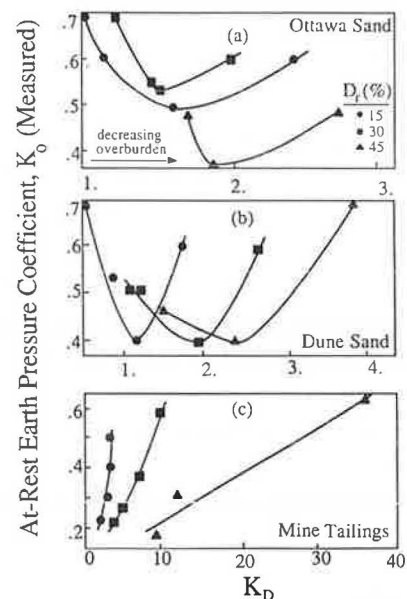 At-Rest Earth Pressure Coefficient, Ko (Measured)
.7
.6
.5
.4
(a) Ottawa Sand
Dr (%)
15
30
45
decreasing
overburden
1. 2. 3.
.7
.6
.5
.4
(b)
Dune Sand
1. 2. 3. 4.
.6
.4
.2
(c)
Mine Tailings
0 10 20 30 40
KD